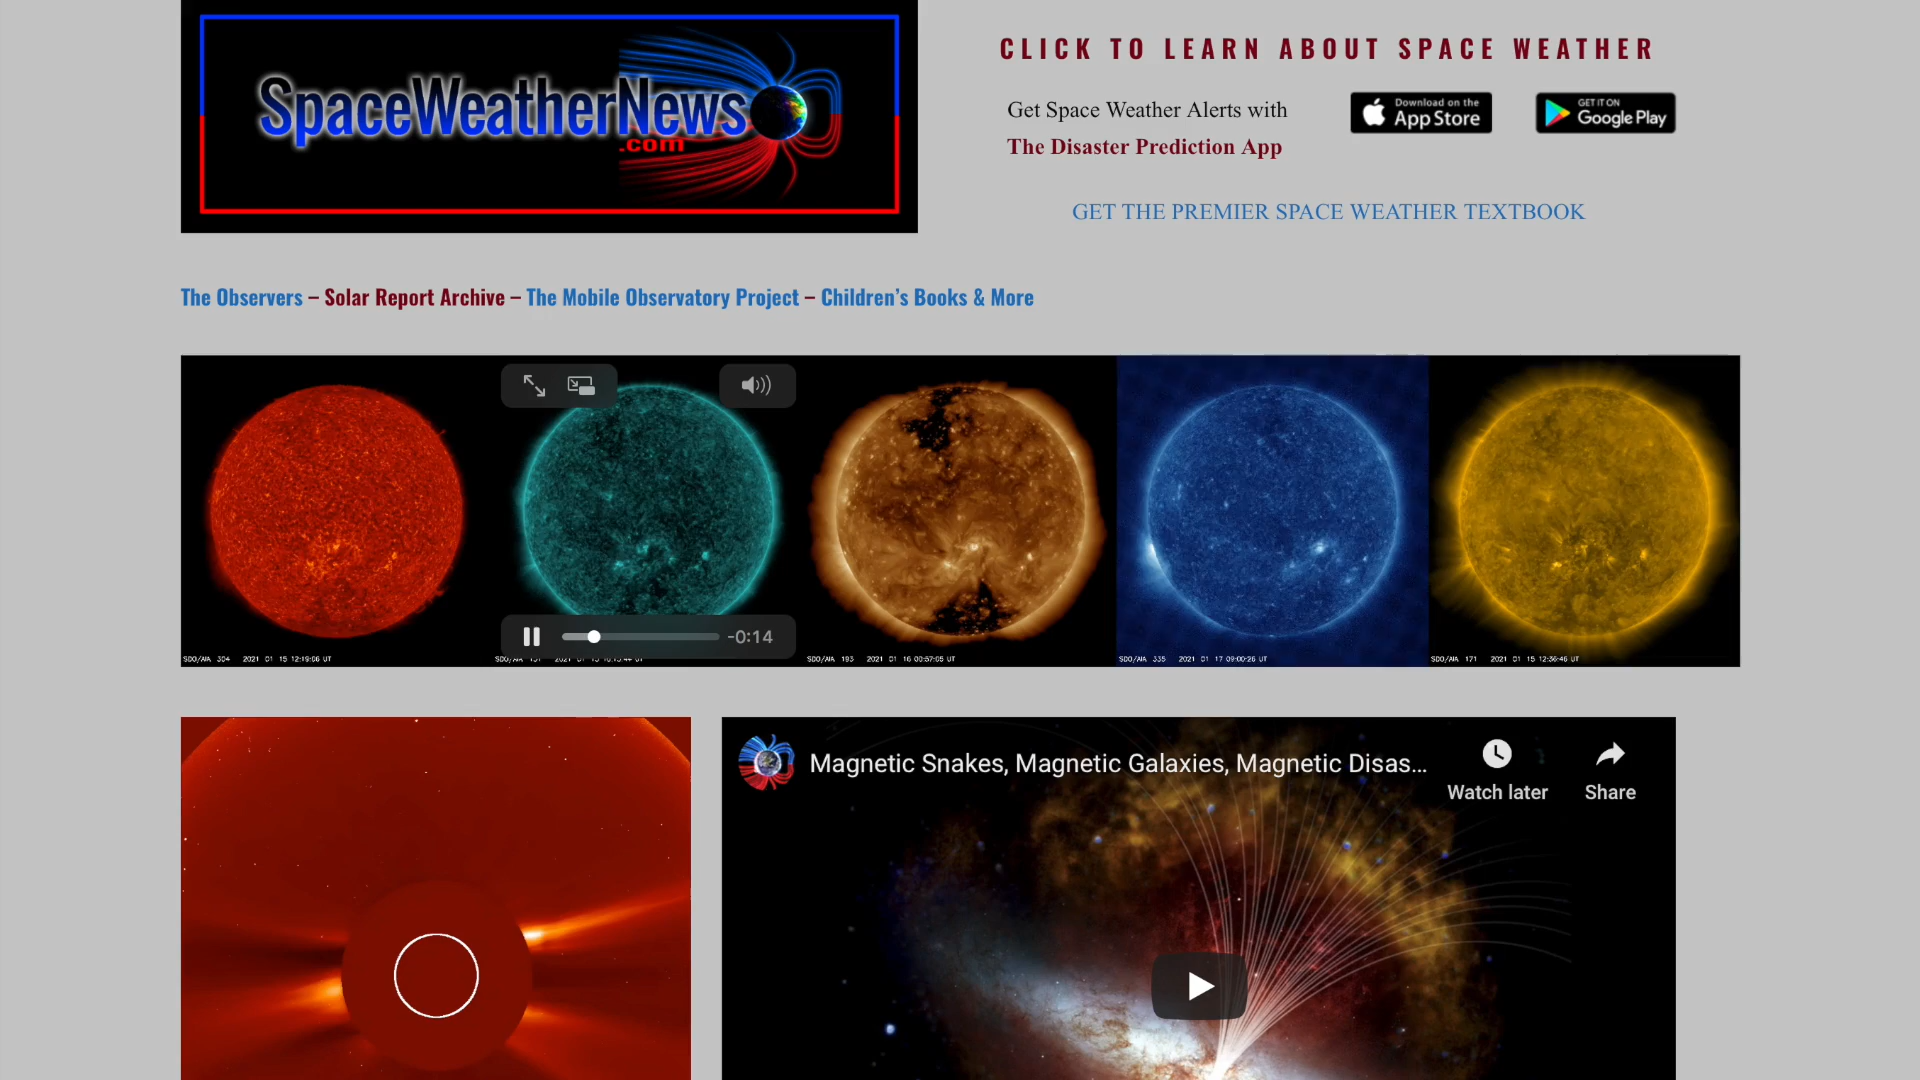 SpaceWeatherNews
.com
CLICK TO LEARN ABOUT SPACE WEATHER
Get Space Weather Alerts with
The Disaster Prediction App
Download on the
App Store
GET IT ON
Google Play
GET THE PREMIER SPACE WEATHER TEXTBOOK
The Observers – Solar Report Archive – The Mobile Observatory Project – Children’s Books & More
-0:14
SDO/AIA 304 2021 01 15 12:19:06 UT
SDO/AIA 193 2021 01 16 00:57:05 UT
SDO/AIA 335 2021 01 17 09:00:26 UT
SDO/AIA 171 2021 01 15 12:36:46 UT
Magnetic Snakes, Magnetic Galaxies, Magnetic Disas...
Watch later
Share